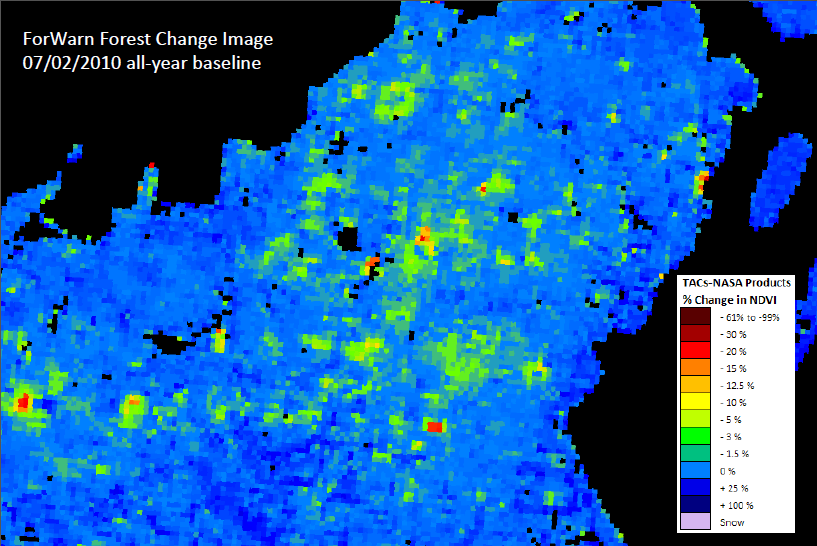 ForWarn Forest Change Image
07/02/2010 all-year baseline
TACS-NASA Products
% Change in NDVI
- 61% to -99%
- 30 %
- 20 %
- 15 %
- 12.5 %
- 10 %
- 5 %
- 3 %
- 1.5 %
0 %
+ 25 %
+ 100 %
Snow